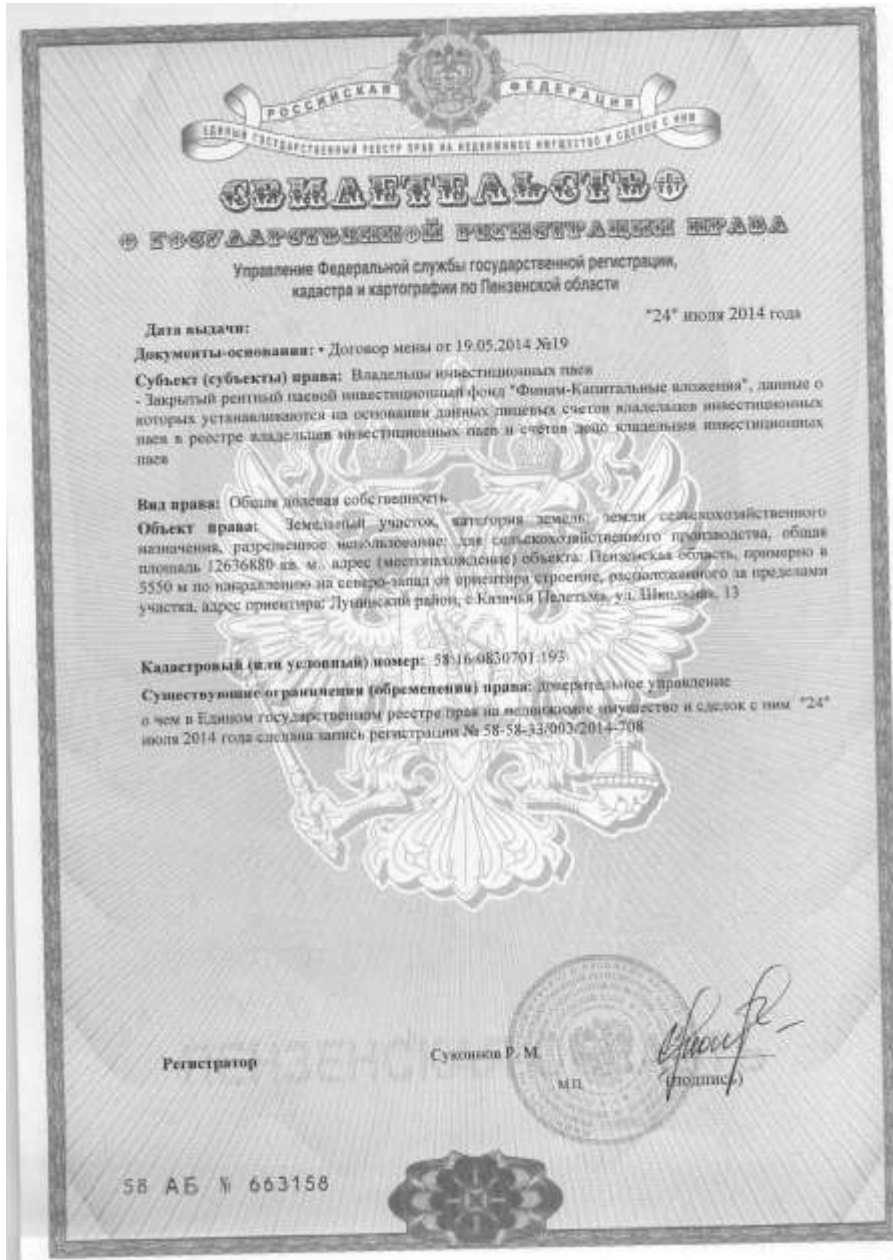 РОССИЙСКАЯ ФЕДЕРАЦИЯ
ЕДИНЫЙ ГОСУДАРСТВЕННЫЙ РЕЕСТР ПРАВ НА НЕДВИЖИМОЕ ИМУЩЕСТВО И СДЕЛОК С НИМ
СВИДЕТЕЛЬСТВО
О ГОСУДАРСТВЕННОЙ РЕГИСТРАЦИИ ПРАВА
Управление Федеральной службы государственной регистрации,
кадастра и картографии по Пензенской области
Дата выдачи: "24" июля 2014 года
Документы-основания: • Договор мены от 19.05.2014 №19
Субъект (субъекты) права: Владельцы инвестиционных паев
- Закрытый рентный паевой инвестиционный фонд "Финам-Капитальные вложения", данные о
которых устанавливаются на основании данных лицевых счетов владельцев инвестиционных
паев в реестре владельцев инвестиционных паев и счетов депо владельцев инвестиционных
паев
Вид права: Общая долевая собственность
Объект права: Земельный участок, категория земель: земли сельскохозяйственного
назначения, разрешенное использование: для сельскохозяйственного производства, общая
площадь 12636880 кв. м, адрес (местонахождение) объекта: Пензенская область, примерно в
5550 м по направлению на северо-запад от ориентира строение, расположенного за пределами
участка, адрес ориентира: Лунинский район, с.Казачья Пелетьма, ул. 13
Кадастровый (или условный) номер: 58:16:0830701:193
Существующие ограничения (обременения) права: доверительное управление
о чем в Едином государственном реестре прав на недвижимое имущество и сделок с ним "24"
июля 2014 года сделана запись регистрации № 58-58-33/003/2014-708
Регистратор Суконнов Р. М.
М.П. (подпись)
58 АБ № 663158